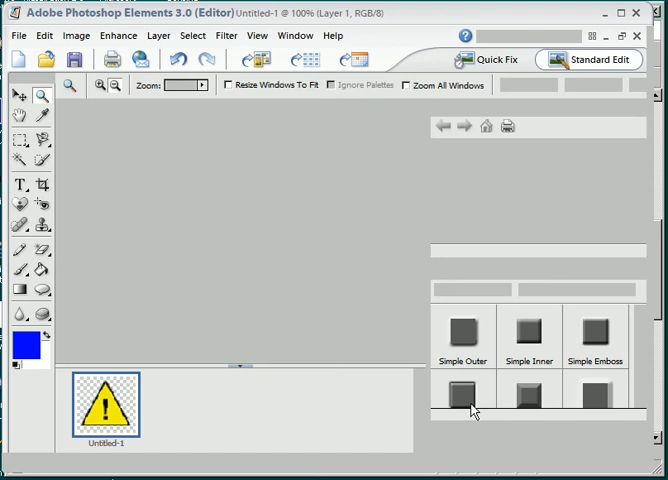 Adobe Photoshop Elements 3.0 (Editor) Untitled-1 @ 100% (Layer 1, RGB/8)
File Edit Image Enhance Layer Select Filter View Window Help
Quick Fix Standard Edit
Zoom: Resize Windows To Fit Ignore Palettes Zoom All Windows
T
Simple Outer Simple Inner Simple Emboss
!
Untitled-1